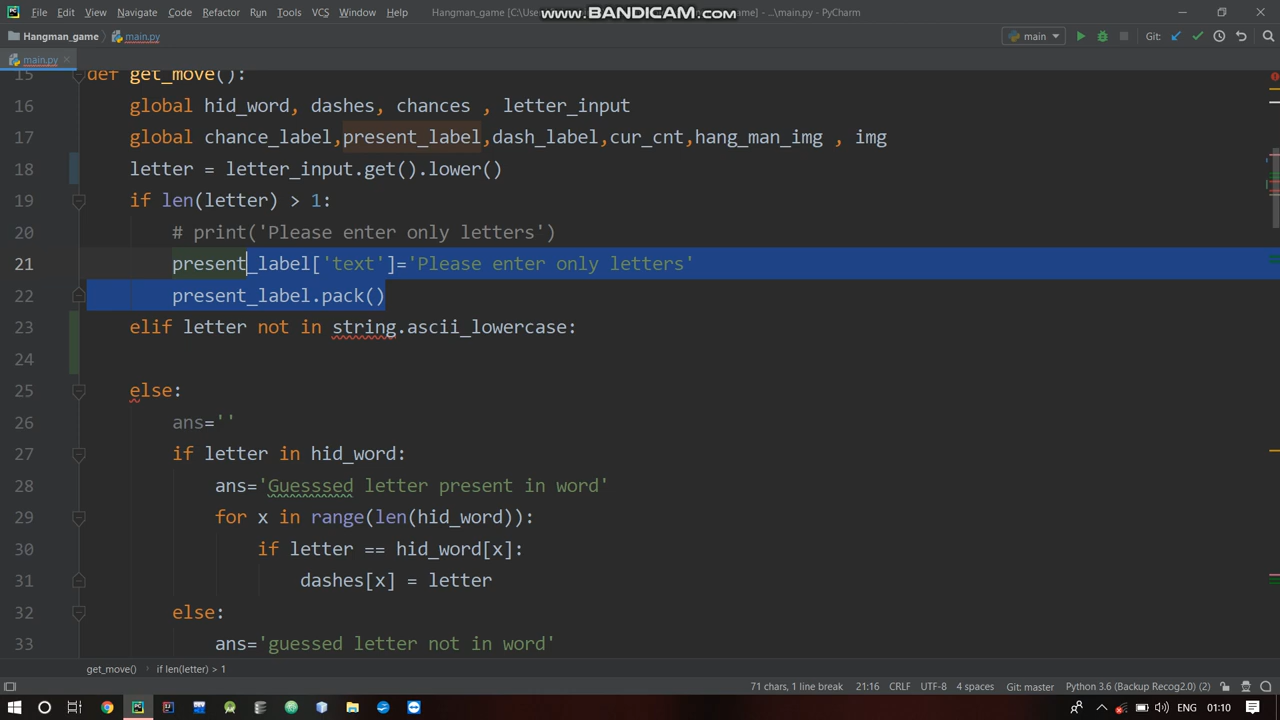 File Edit View Navigate Code Refactor Run Tools VCS Window Help Hangman_game [C:\Use www.BANDICAM.com me] - ...\main.py - PyCharm
Hangman_game main.py main Git:
main.py
15 def get_move():
16 global hid_word, dashes, chances , letter_input
17 global chance_label,present_label,dash_label,cur_cnt,hang_man_img , img
18 letter = letter_input.get().lower()
19 if len(letter) > 1:
20 # print('Please enter only letters')
21 present_label['text']='Please enter only letters'
22 present_label.pack()
23 elif letter not in string.ascii_lowercase:
24
25 else:
26 ans=''
27 if letter in hid_word:
28 ans='Guesssed letter present in word'
29 for x in range(len(hid_word)):
30 if letter == hid_word[x]:
31 dashes[x] = letter
32 else:
33 ans='guessed letter not in word'
get_move() if len(letter) > 1
71 chars, 1 line break 21:16 CRLF UTF-8 4 spaces Git: master Python 3.6 (Backup Recog2.0) (2)
ENG 01:10